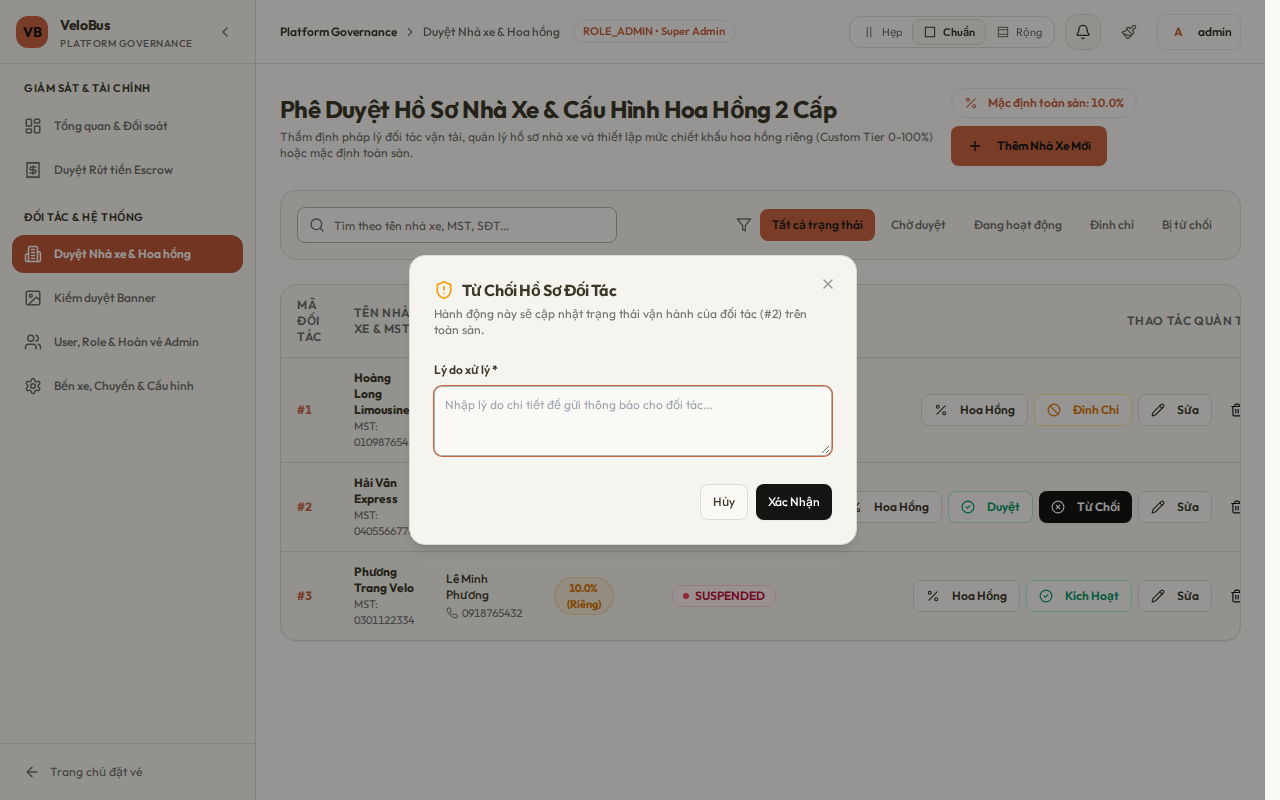 VB
VeloBus
PLATFORM GOVERNANCE
GIÁM SÁT & TÀI CHÍNH
Tổng quan & Đối soát
Duyệt Rút tiền Escrow
ĐỐI TÁC & HỆ THỐNG
Duyệt Nhà xe & Hoa hồng
Kiểm duyệt Banner
User, Role & Hoàn vé Admin
Bến xe, Chuyến & Cấu hình
Trang chủ đặt vé
Platform Governance
Duyệt Nhà xe & Hoa hồng
ROLE_ADMIN • Super Admin
Hẹp
Chuẩn
Rộng
A
admin
Phê Duyệt Hồ Sơ Nhà Xe & Cấu Hình Hoa Hồng 2 Cấp
Thẩm định pháp lý đối tác vận tải, quản lý hồ sơ nhà xe và thiết lập mức chiết khấu hoa hồng riêng (Custom Tier 0-100%)
hoặc mặc định toàn sàn.
Mặc định toàn sàn: 10.0%
Thêm Nhà Xe Mới
Tìm theo tên nhà xe, MST, SĐT...
Tất cả trạng thái
Chờ duyệt
Đang hoạt động
Đình chỉ
Bị từ chối
MÃ
ĐỐI
TÁC
TÊN NHÀ
XE & MST
THAO TÁC QUẢN T
#1
Hoàng
Long
Limousine
MST:
010987654
Hoa Hồng
Đình Chỉ
Sửa
#2
Hải Vân
Express
MST:
040556677
Hoa Hồng
Duyệt
Từ Chối
Sửa
#3
Phương
Trang Velo
MST:
0301122334
Lê Minh
Phương
0918765432
10.0%
(Riêng)
SUSPENDED
Hoa Hồng
Kích Hoạt
Sửa
Từ Chối Hồ Sơ Đối Tác
Hành động này sẽ cập nhật trạng thái vận hành của đối tác (#2) trên
toàn sàn.
Lý do xử lý *
Nhập lý do chi tiết để gửi thông báo cho đối tác...
Hủy
Xác Nhận